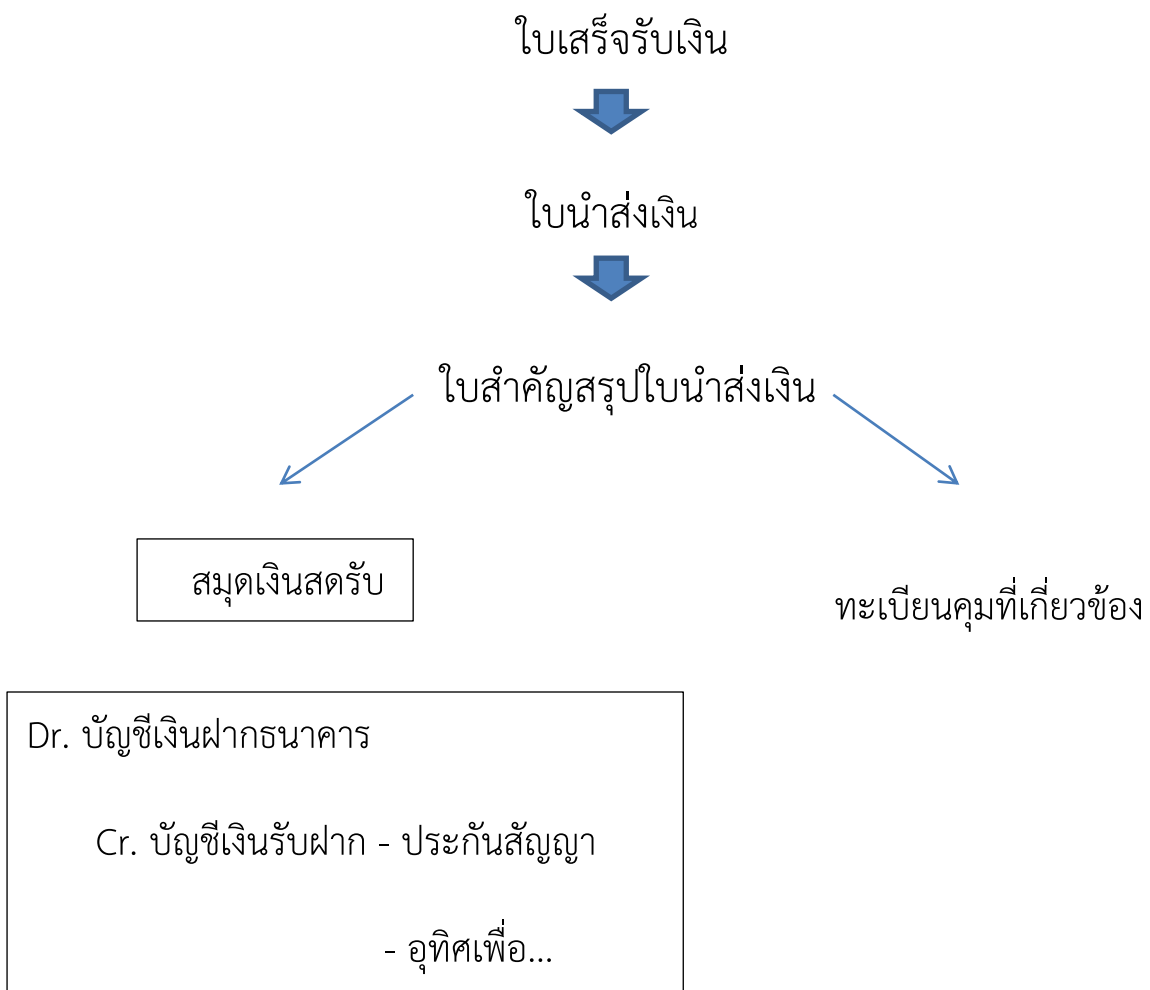 ใบเสร็จรับเงิน
ใบนำส่งเงิน
ใบสำคัญสรุปใบนำส่งเงิน
สมุดเงินสดรับ
ทะเบียนคุมที่เกี่ยวข้อง
Dr. บัญชีเงินฝากธนาคาร
Cr. บัญชีเงินรับฝาก - ประกันสัญญา
- อุทิศเพื่อ...